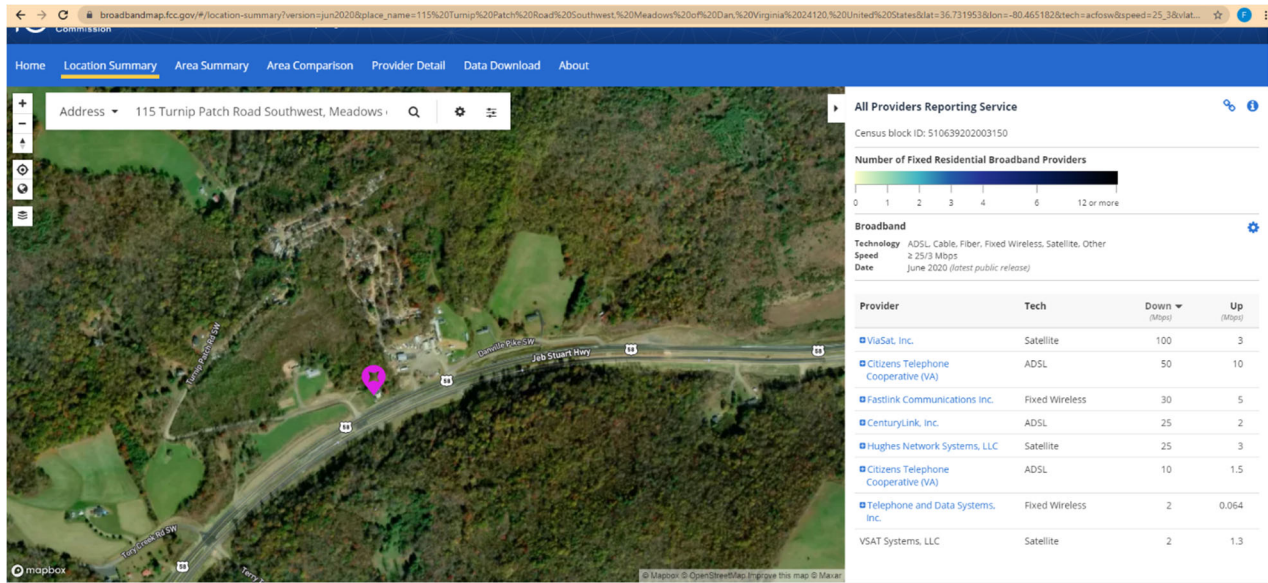 broadbandmap.fcc.gov/#/location-summary?version=jun2020&place_name=115%20Turnip%20Patch%20Road%20Southwest,%20Meadows%20of%20Dan,%20Virginia%2024120,%20United%20States&lat=36.731953&lon=-80.465182&tech=acfosw&speed=25_3&vlat...
F
Commission
Home Location Summary Area Summary Area Comparison Provider Detail Data Download About
Address 115 Turnip Patch Road Southwest, Meadows
Turnip Patch Rd SW
Danville Pike SW
Jeb Stuart Hwy
58
58
58
58
58
Tory Creek Rd SW
Terry
mapbox
© Mapbox © OpenStreetMap Improve this map © Maxar
All Providers Reporting Service
Census block ID: 510639202003150
Number of Fixed Residential Broadband Providers
0 1 2 3 4 6 12 or more
Broadband
Technology ADSL, Cable, Fiber, Fixed Wireless, Satellite, Other
Speed ≥ 25/3 Mbps
Date June 2020 (latest public release)
Provider Tech Down Up
(Mbps) (Mbps)
ViaSat, Inc. Satellite 100 3
Citizens Telephone ADSL 50 10
Cooperative (VA)
Fastlink Communications Inc. Fixed Wireless 30 5
CenturyLink, Inc. ADSL 25 2
Hughes Network Systems, LLC Satellite 25 3
Citizens Telephone ADSL 10 1.5
Cooperative (VA)
Telephone and Data Systems, Fixed Wireless 2 0.064
Inc.
VSAT Systems, LLC Satellite 2 1.3